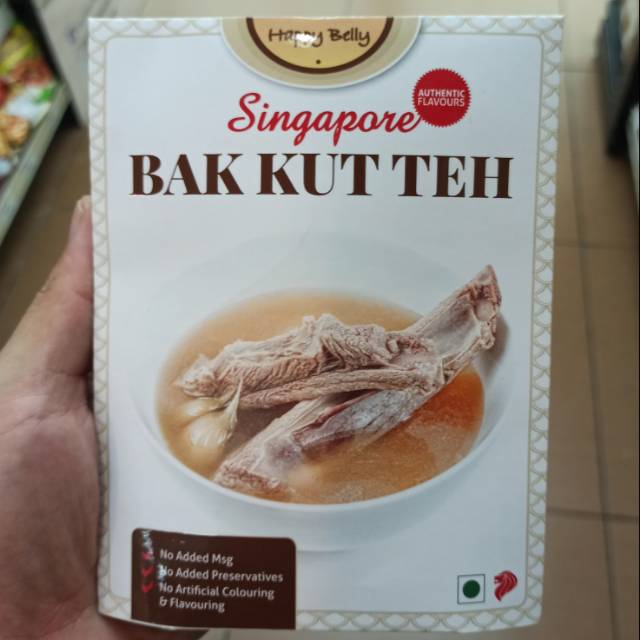 Happy Belly
AUTHENTIC
FLAVOURS
Singapore
BAK KUT TEH
No Added Msg
No Added Preservatives
No Artificial Colouring
& Flavouring